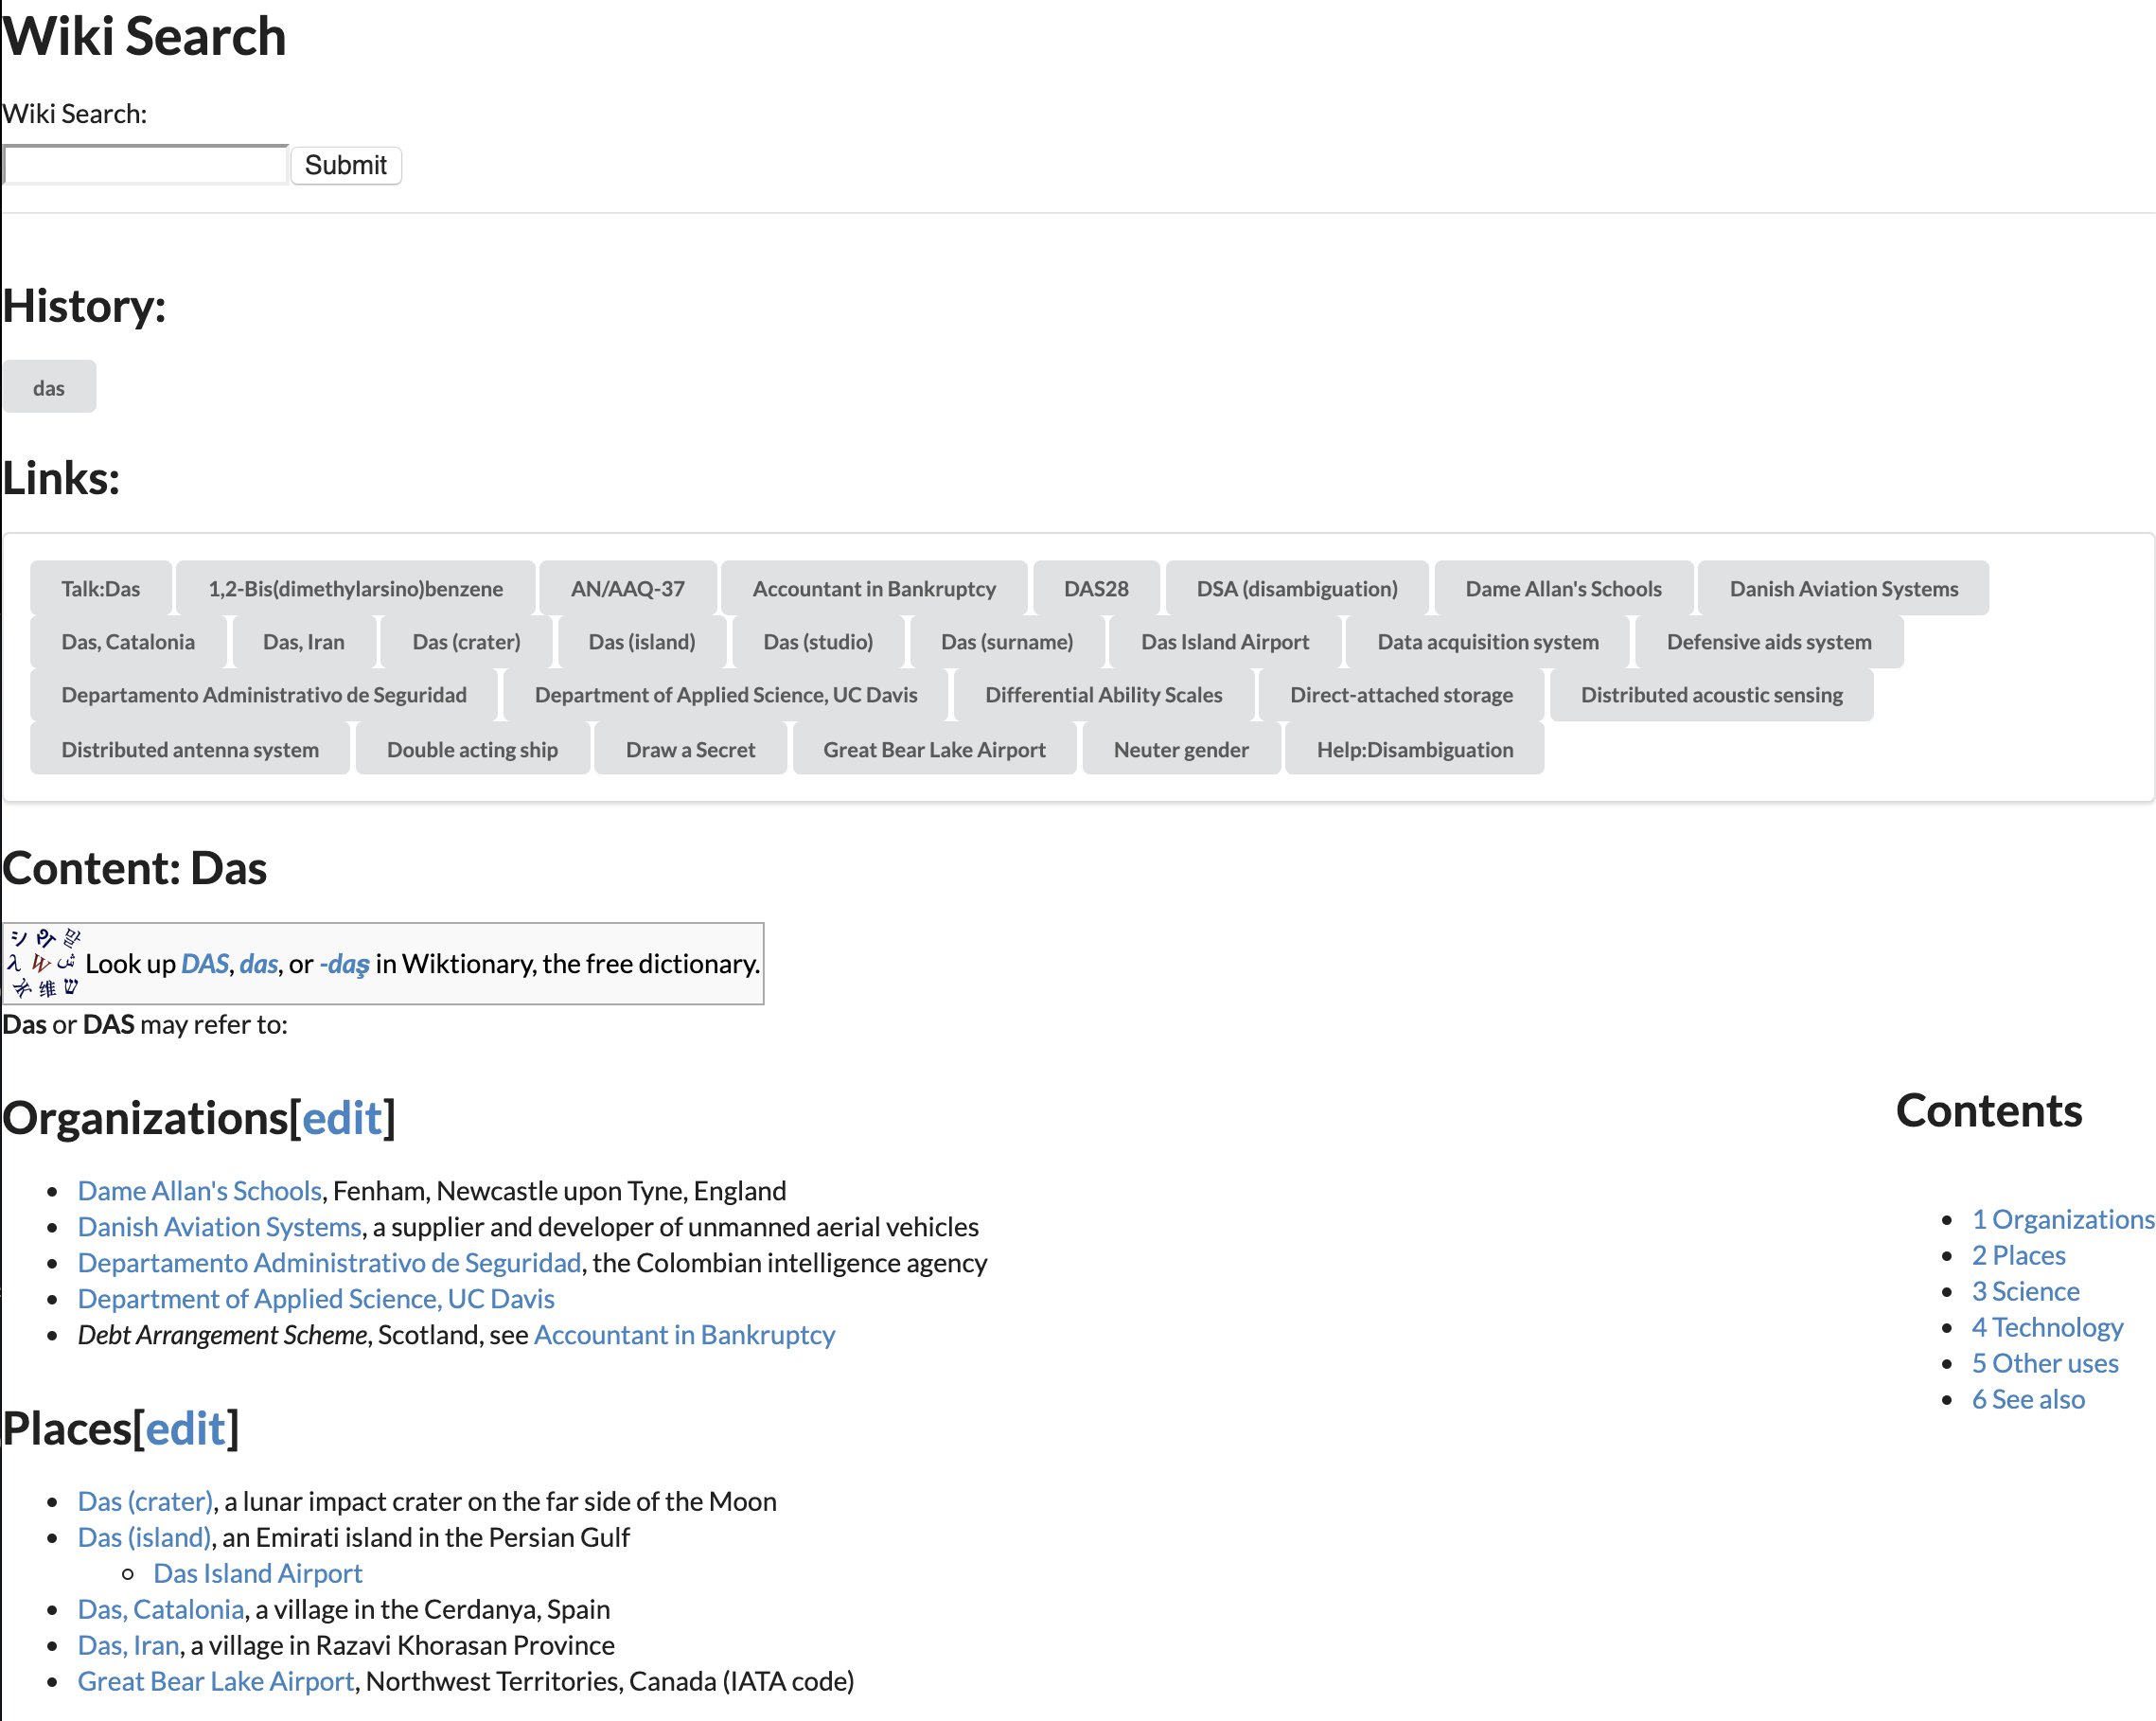 Wiki Search
Wiki Search:
Submit
History:
das
Links:
Talk:Das 1,2-Bis(dimethylarsino)benzene AN/AAQ-37 Accountant in Bankruptcy DAS28 DSA (disambiguation) Dame Allan's Schools Danish Aviation Systems
Das, Catalonia Das, Iran Das (crater) Das (island) Das (studio) Das (surname) Das Island Airport Data acquisition system Defensive aids system
Departamento Administrativo de Seguridad Department of Applied Science, UC Davis Differential Ability Scales Direct-attached storage Distributed acoustic sensing
Distributed antenna system Double acting ship Draw a Secret Great Bear Lake Airport Neuter gender Help:Disambiguation
Content: Das
Look up DAS, das, or -daş in Wiktionary, the free dictionary.
Das or DAS may refer to:
Organizations[edit]
Dame Allan's Schools, Fenham, Newcastle upon Tyne, England
Danish Aviation Systems, a supplier and developer of unmanned aerial vehicles
Departamento Administrativo de Seguridad, the Colombian intelligence agency
Department of Applied Science, UC Davis
Debt Arrangement Scheme, Scotland, see Accountant in Bankruptcy
Places[edit]
Das (crater), a lunar impact crater on the far side of the Moon
Das (island), an Emirati island in the Persian Gulf
Das Island Airport
Das, Catalonia, a village in the Cerdanya, Spain
Das, Iran, a village in Razavi Khorasan Province
Great Bear Lake Airport, Northwest Territories, Canada (IATA code)
Contents
1 Organizations
2 Places
3 Science
4 Technology
5 Other uses
6 See also